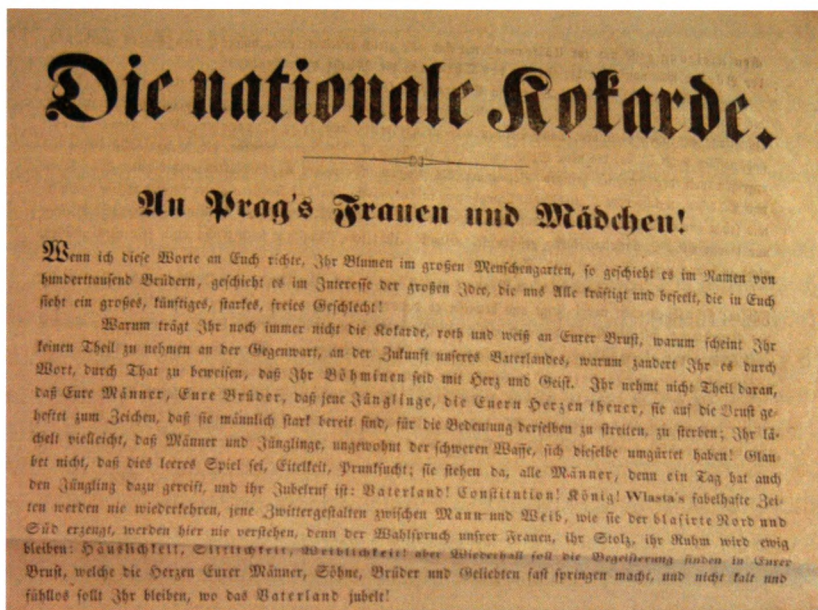 Die nationale Kokarde.
An Prag's Frauen und Mädchen!
Wenn ich diese Worte an Euch richte, Ihr Blumen im großen Menschengarten, so geschieht es im Namen von
hunderttausend Brüdern, geschieht es im Interesse der großen Idee, die uns Alle kräftigt und beseelt, die in Euch
sieht ein großes, künftiges, starkes, freies Geschlecht!
Warum trägt Ihr noch immer nicht die Kokarde, roth und weiß an Eurer Brust, warum scheint Ihr
keinen Theil zu nehmen an der Gegenwart, an der Zukunft unseres Vaterlandes, warum zaudert Ihr es durch
Wort, durch That zu beweisen, daß Ihr Böhminen seid mit Herz und Geist. Ihr nehmt nicht Theil daran,
daß Eure Männer, Eure Brüder, daß jene Jünglinge, die Euern Herzen theuer, sie auf die Brust ge-
heftet zum Zeichen, daß sie männlich stark bereit sind, für die Bedeutung derselben zu streiten, zu sterben; Ihr lä-
chelt vielleicht, daß Männer und Jünglinge, ungewohnt der schweren Waffe, sich dieselbe umgürtet haben! Glau-
bet nicht, daß dies leeres Spiel sei, Eitelkeit, Prunksucht; sie stehen da, alle Männer, denn ein Tag hat auch
den Jüngling dazu gereift, und ihr Jubelruf ist: Vaterland! Constitution! König! Wlasta's fabelhafte Zei-
ten werden nie wiederkehren, jene Zwittergestalten zwischen Mann und Weib, wie sie der blasirte Nord und
Süd erzeugt, werden hier nie verstehen, denn der Wahlspruch unsrer Frauen, ihr Stolz, ihr Ruhm wird ewig
bleiben: Häuslichkeit, Sittlichkeit, Weiblichkeit! aber Wiederhall soll die Begeisterung finden in Eurer
Brust, welche die Herzen Eurer Männer, Söhne, Brüder und Geliebten fast springen macht, und nicht kalt und
fühllos sollt Ihr bleiben, wo das Vaterland jubelt!